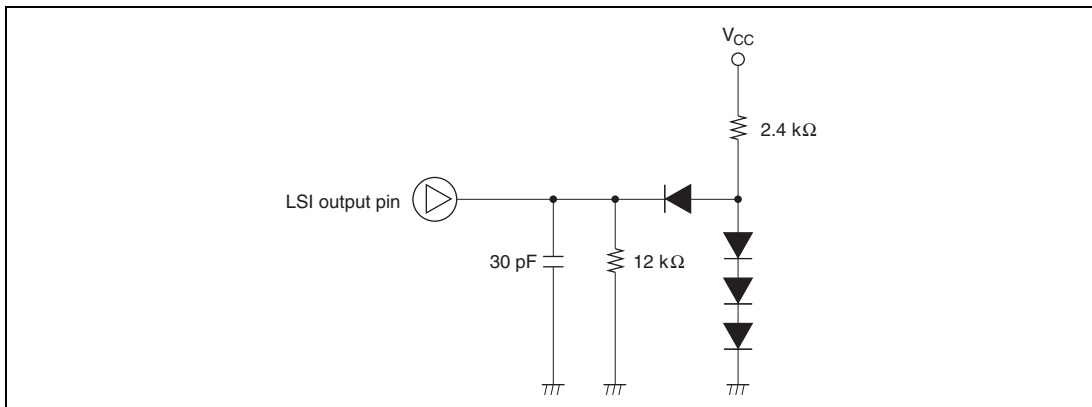 VCC
2.4 kΩ
LSI output pin
30 pF
12 kΩ